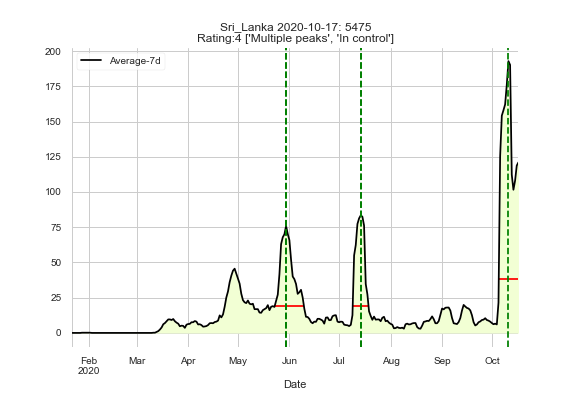 Sri_Lanka 2020-10-17: 5475
Rating:4 ['Multiple peaks', 'In control']
Average-7d
200
175
150
125
100
75
50
25
0
Feb Mar Apr May Jun Jul Aug Sep Oct
2020
Date